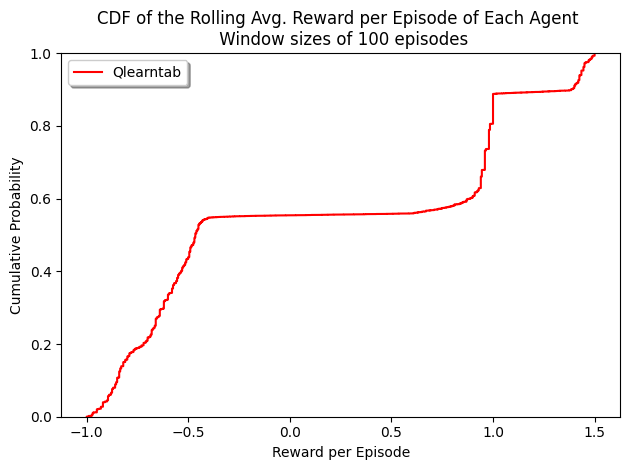 CDF of the Rolling Avg. Reward per Episode of Each Agent
Window sizes of 100 episodes
Qlearntab
Cumulative Probability
1.0
0.8
0.6
0.4
0.2
0.0
−1.0 −0.5 0.0 0.5 1.0 1.5
Reward per Episode